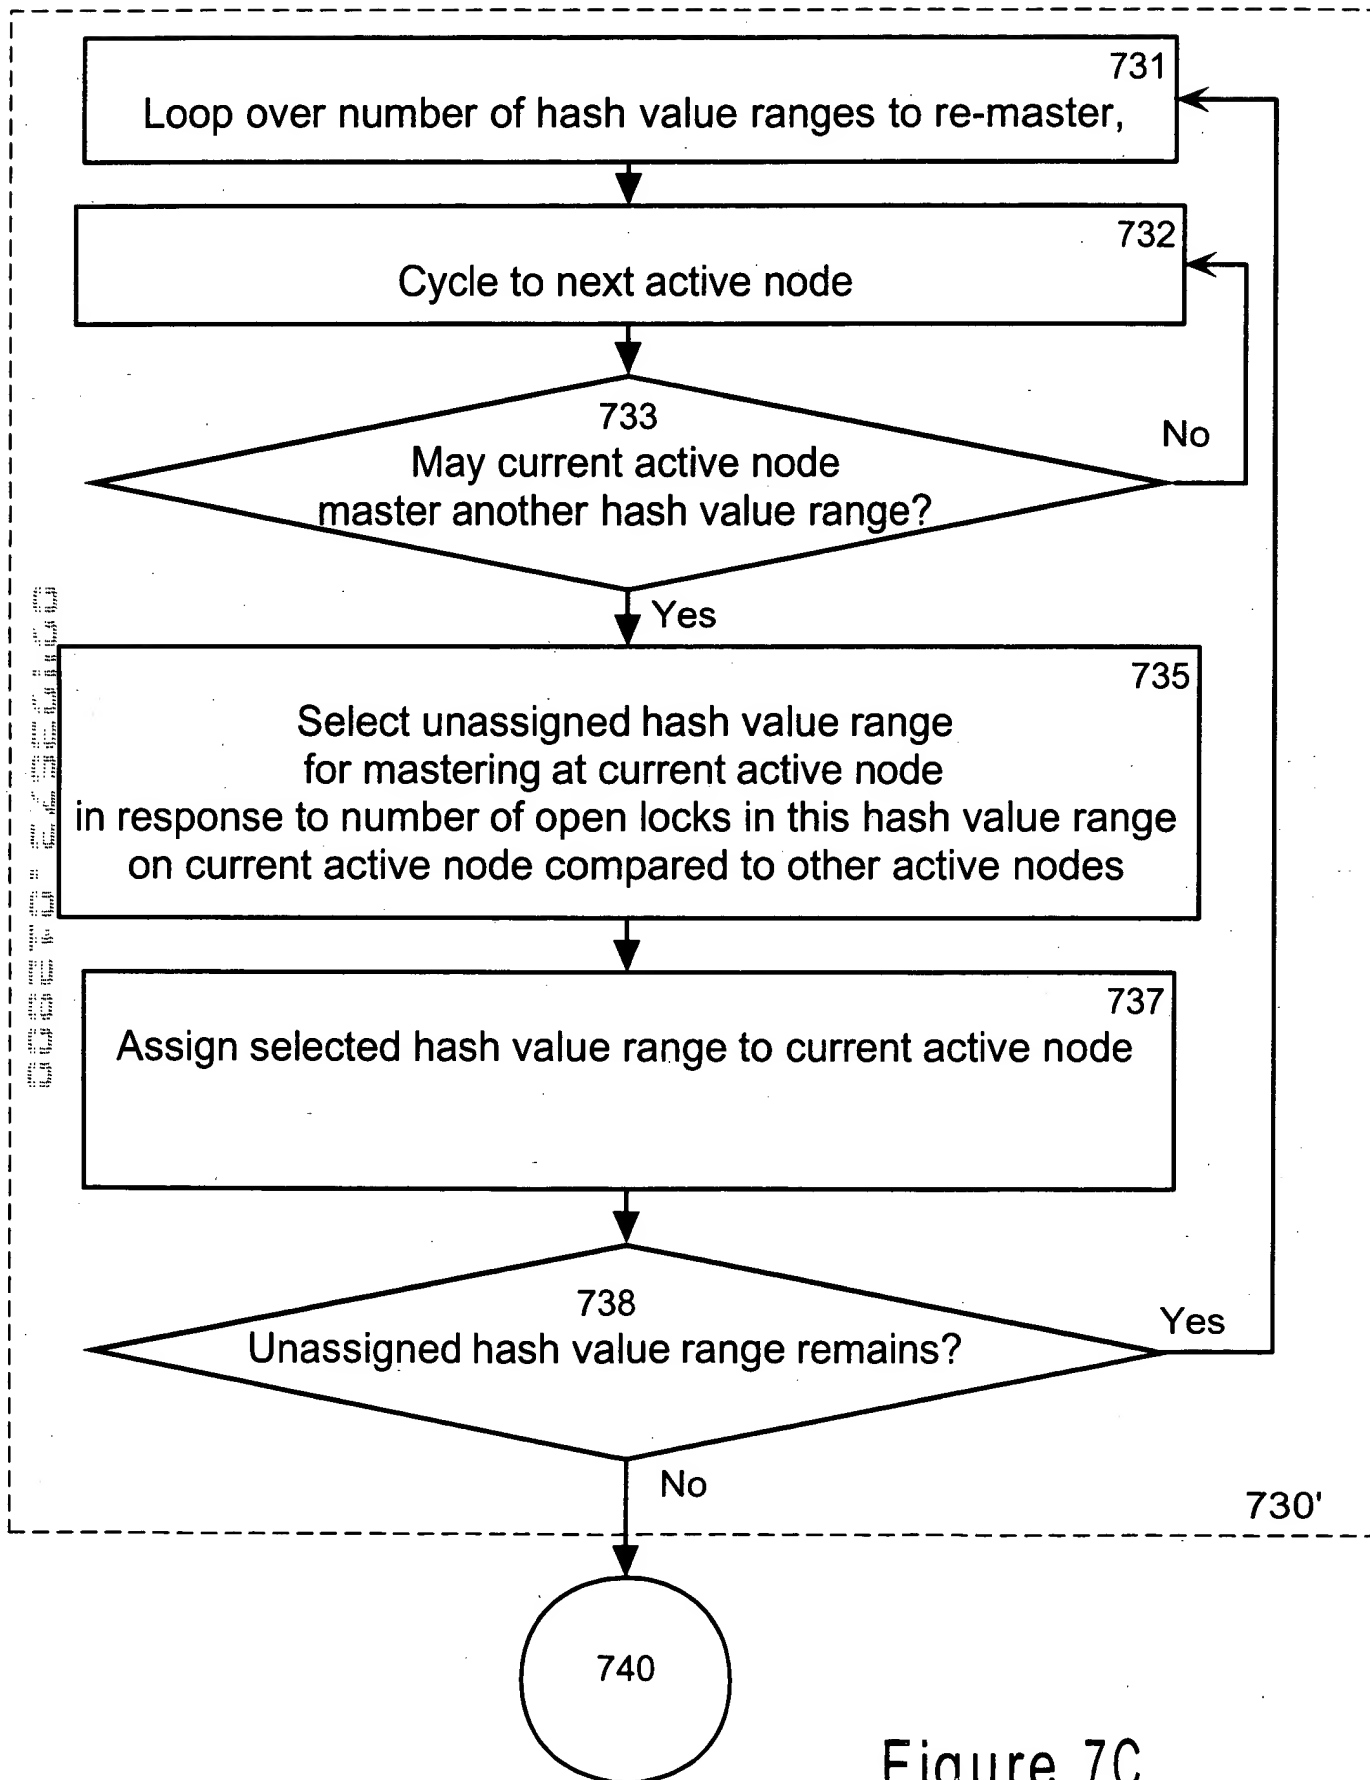 731
Loop over number of hash value ranges to re-master,
732
Cycle to next active node
733
May current active node
master another hash value range?
No
Yes
735
Select unassigned hash value range
for mastering at current active node
in response to number of open locks in this hash value range
on current active node compared to other active nodes
737
Assign selected hash value range to current active node
738
Unassigned hash value range remains?
Yes
No
730'
740
Figure 7C